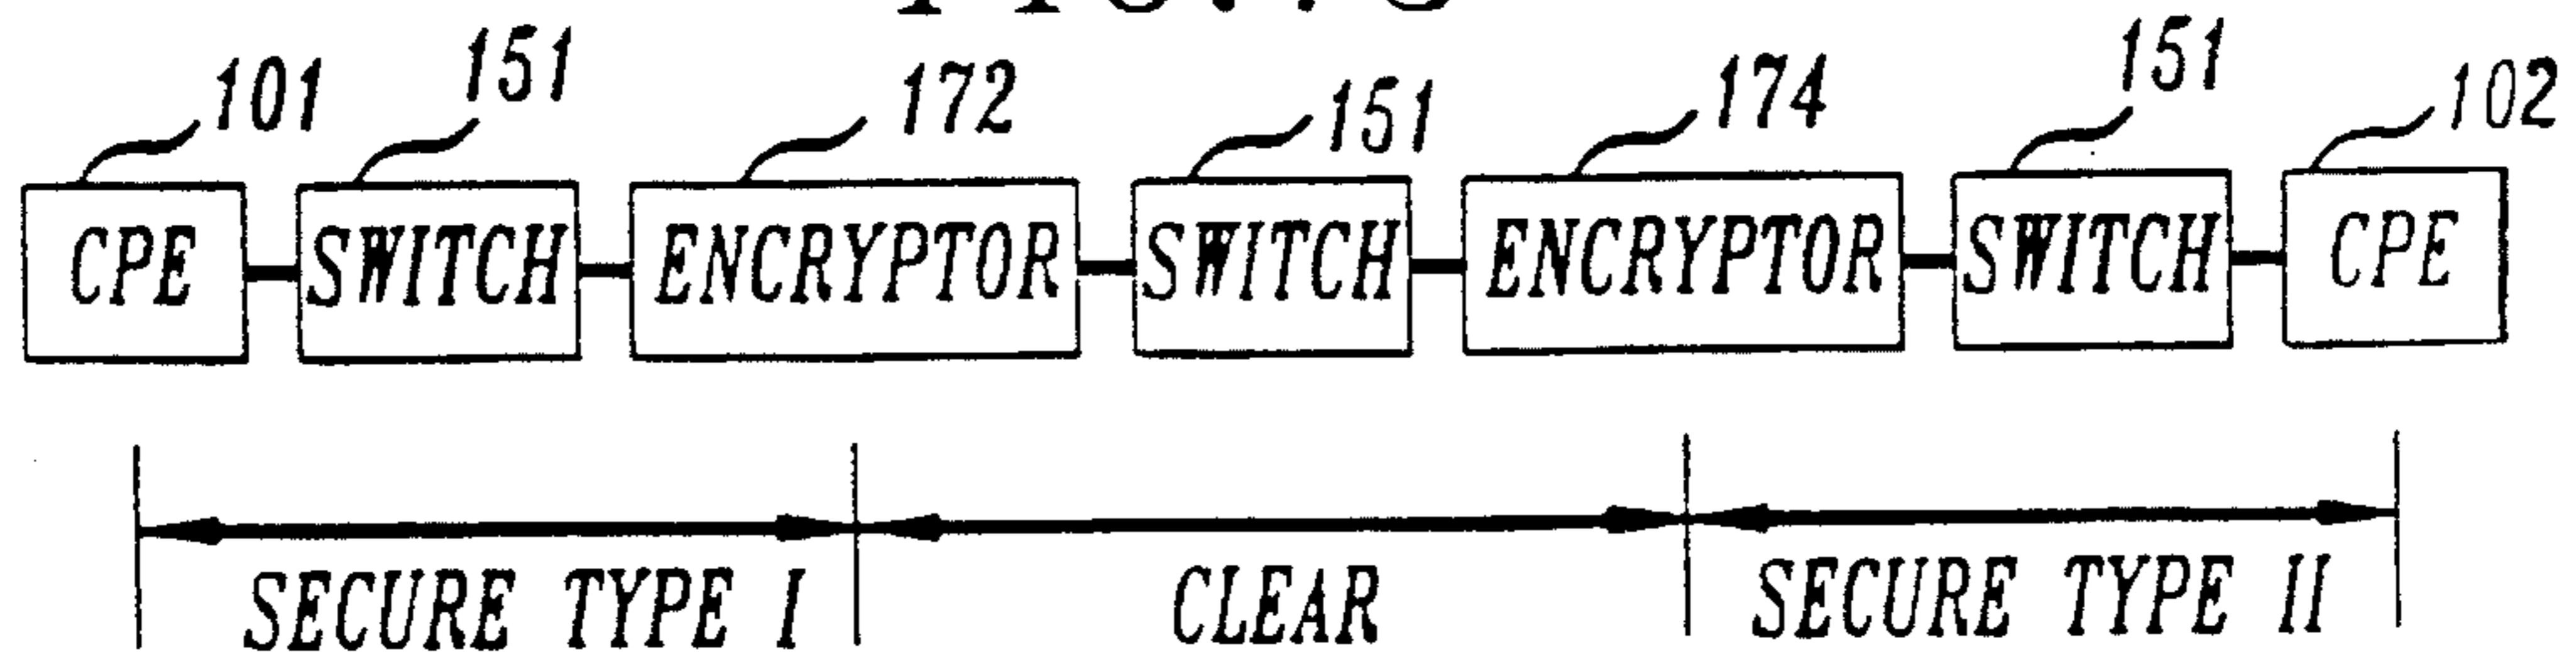 101 151 172 151 174 151 102
CPE SWITCH ENCRYPTOR SWITCH ENCRYPTOR SWITCH CPE
SECURE TYPE I CLEAR SECURE TYPE II